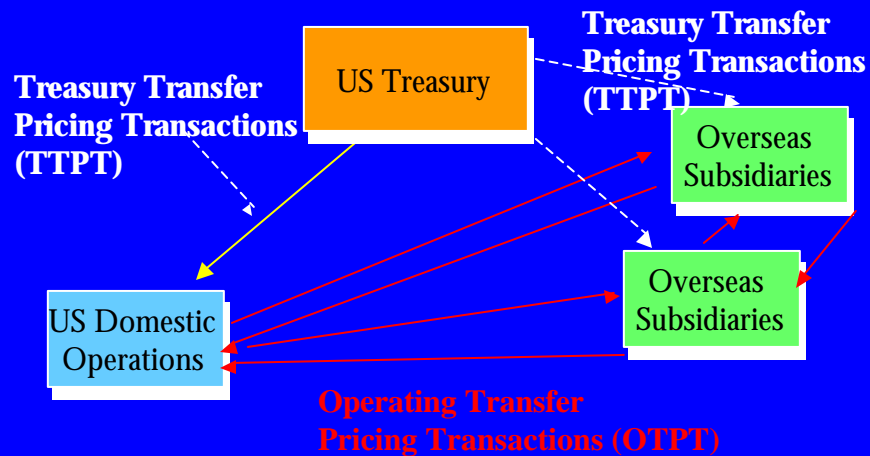 Treasury Transfer
Pricing Transactions
(TTPT)
US Treasury
Treasury Transfer
Pricing Transactions
(TTPT)
Overseas
Subsidiaries
Overseas
Subsidiaries
US Domestic
Operations
Operating Transfer
Pricing Transactions (OTPT)